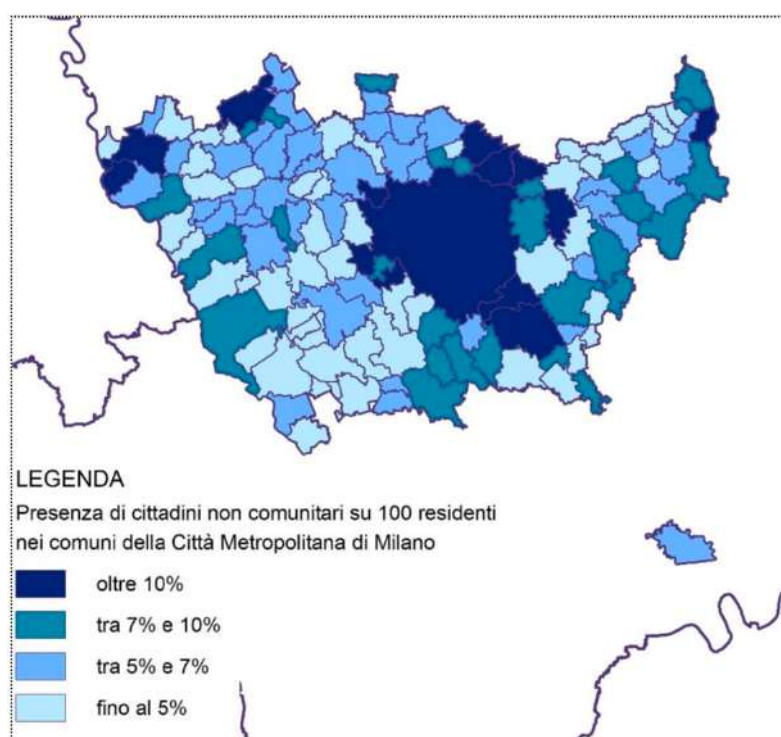 LEGENDA
Presenza di cittadini non comunitari su 100 residenti
nei comuni della Città Metropolitana di Milano
oltre 10%
tra 7% e 10%
tra 5% e 7%
fino al 5%